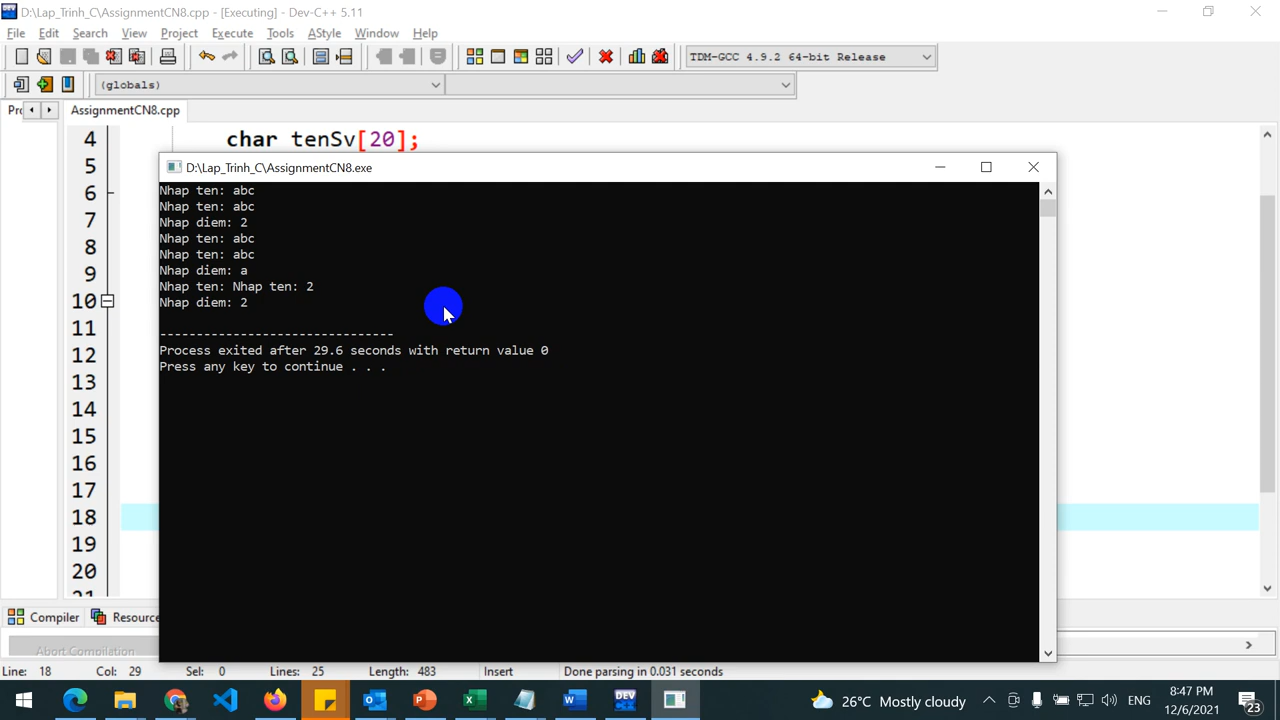 D:\Lap_Trinh_C\AssignmentCN8.cpp - [Executing] - Dev-C++ 5.11
File Edit Search View Project Execute Tools AStyle Window Help
TDM-GCC 4.9.2 64-bit Release
(globals)
Prc AssignmentCN8.cpp
4 char tenSv[20];
5
6
7
8
9
10
11
12
13
14
15
16
17
18
19
20
21
D:\Lap_Trinh_C\AssignmentCN8.exe
Nhap ten: abc
Nhap ten: abc
Nhap diem: 2
Nhap ten: abc
Nhap ten: abc
Nhap diem: a
Nhap ten: Nhap ten: 2
Nhap diem: 2
--------------------------------
Process exited after 29.6 seconds with return value 0
Press any key to continue . . .
Compiler Resource
Abort Compilation
Line: 18 Col: 29 Sel: 0 Lines: 25 Length: 483 Insert Done parsing in 0.031 seconds
DEV
26°C Mostly cloudy ENG 8:47 PM
12/6/2021 23